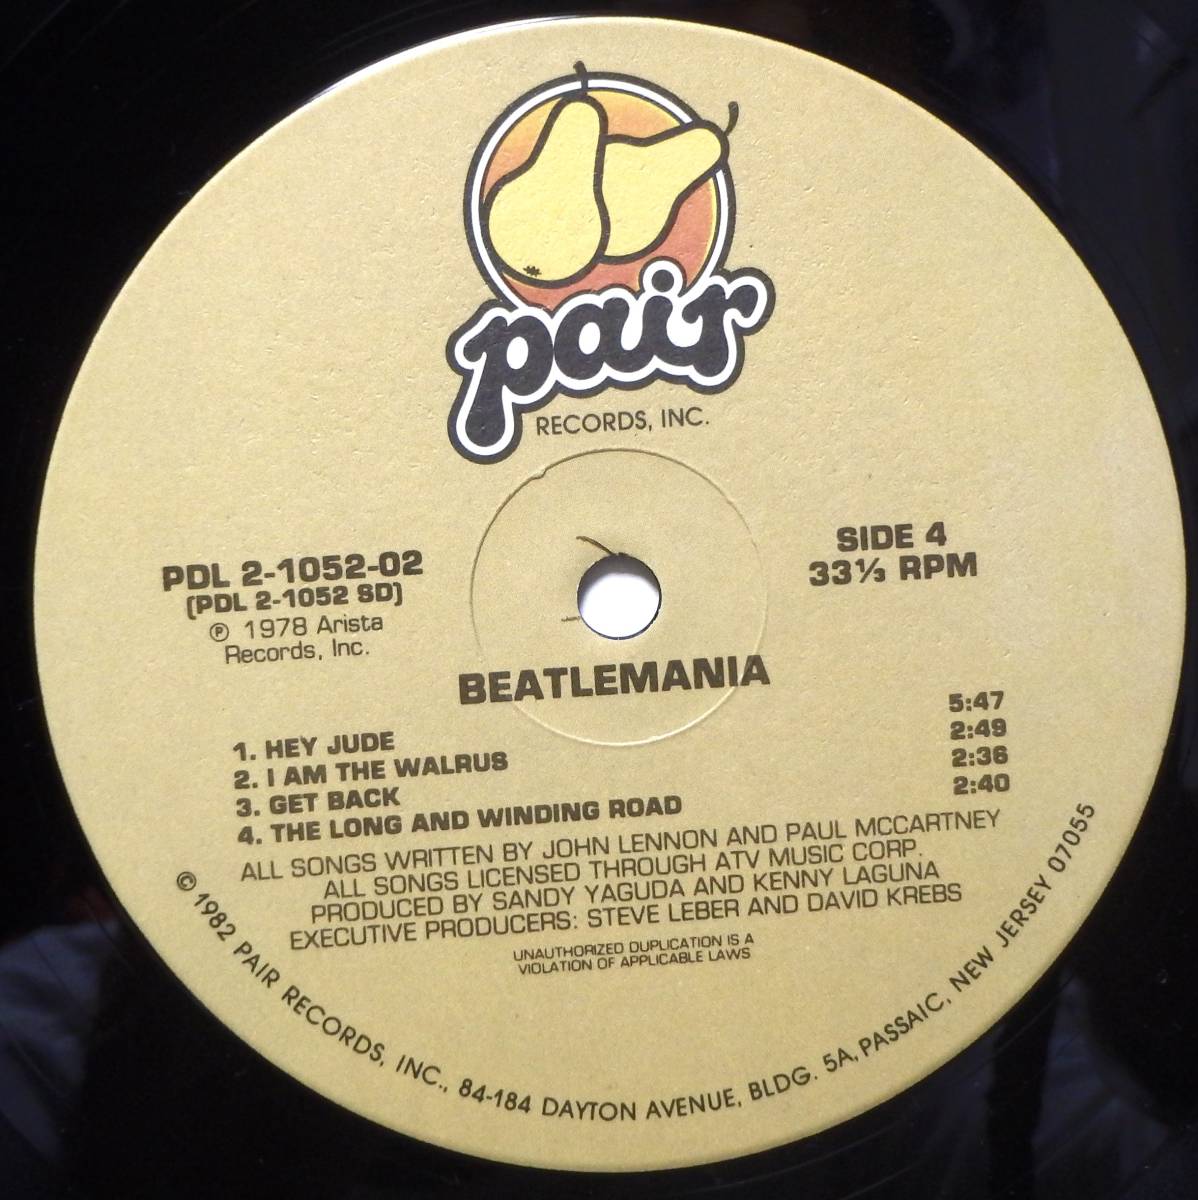 pair
RECORDS, INC.
PDL 2-1052-02
(PDL 2-1052 SD)
℗ 1978 Arista
Records, Inc.
SIDE 4
33⅓ RPM
BEATLEMANIA
1. HEY JUDE 5:47
2. I AM THE WALRUS 2:49
3. GET BACK 2:36
4. THE LONG AND WINDING ROAD 2:40
ALL SONGS WRITTEN BY JOHN LENNON AND PAUL MCCARTNEY
ALL SONGS LICENSED THROUGH ATV MUSIC CORP.
PRODUCED BY SANDY YAGUDA AND KENNY LAGUNA
EXECUTIVE PRODUCERS: STEVE LEBER AND DAVID KREBS
UNAUTHORIZED DUPLICATION IS A
VIOLATION OF APPLICABLE LAWS
© 1982 PAIR RECORDS, INC., 84-184 DAYTON AVENUE, BLDG. 5A, PASSAIC, NEW JERSEY 07055